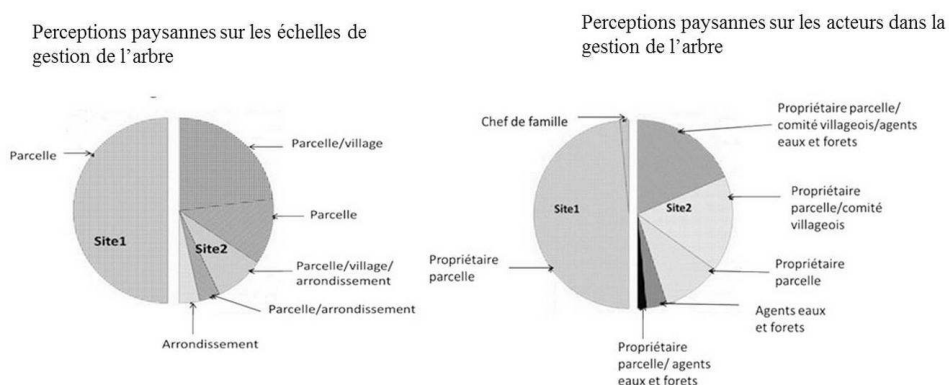 Perceptions paysannes sur les échelles de
gestion de l’arbre
Parcelle
Site1
Parcelle/village
Parcelle
Site2
Parcelle/village/
arrondissement
Parcelle/arrondissement
Arrondissement
Perceptions paysannes sur les acteurs dans la
gestion de l’arbre
Chef de famille
Site1
Propriétaire
parcelle
Propriétaire parcelle/
comité villageois/agents
eaux et forets
Site2
Propriétaire
parcelle/comité
villageois
Propriétaire
parcelle
Agents eaux
et forets
Propriétaire
parcelle/ agents
eaux et forets